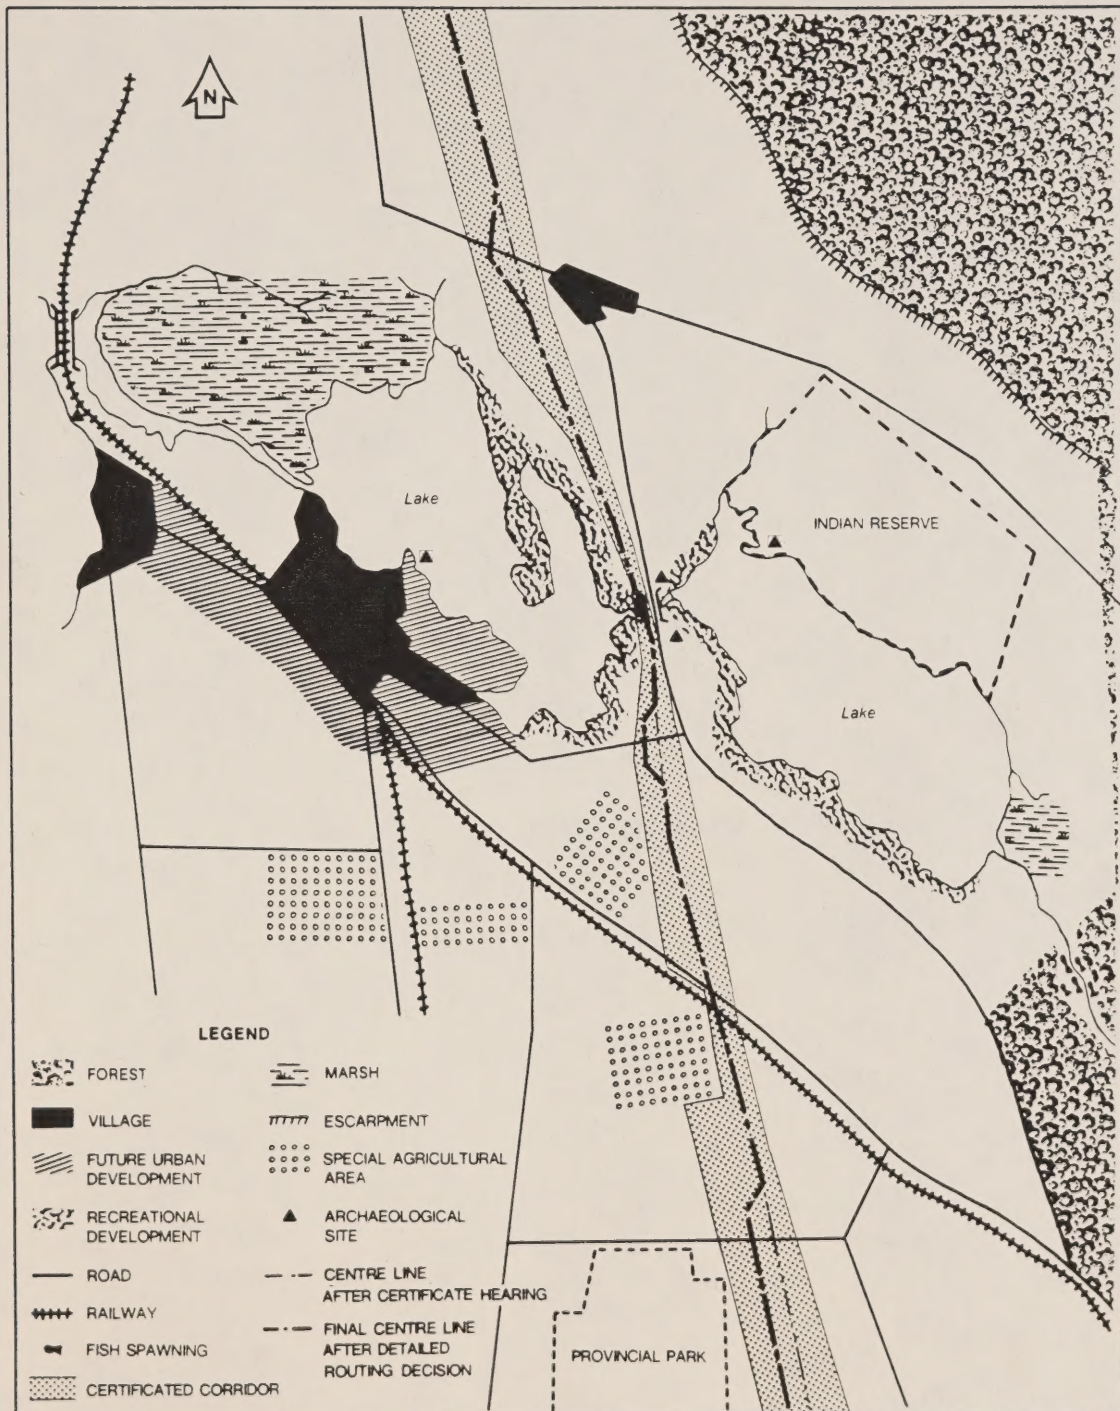 N
Lake
INDIAN RESERVE
Lake
LEGEND
FOREST
VILLAGE
FUTURE URBAN
DEVELOPMENT
RECREATIONAL
DEVELOPMENT
ROAD
RAILWAY
FISH SPAWNING
CERTIFICATED CORRIDOR
MARSH
ESCARPMENT
SPECIAL AGRICULTURAL
AREA
ARCHAEOLOGICAL
SITE
CENTRE LINE
AFTER CERTIFICATE HEARING
FINAL CENTRE LINE
AFTER DETAILED
ROUTING DECISION
PROVINCIAL PARK